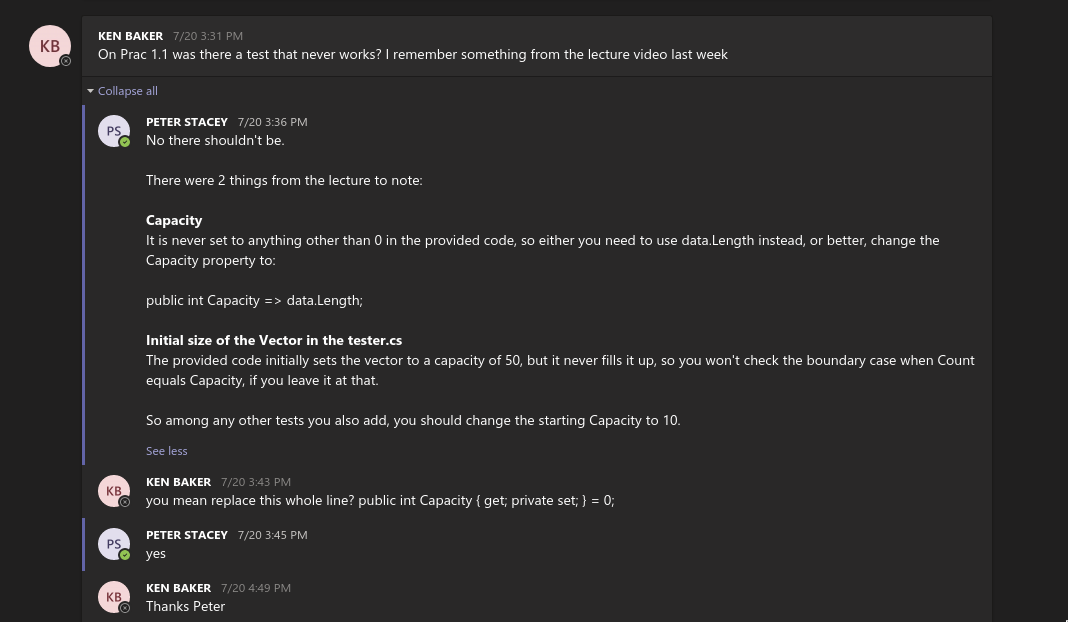 KB
KEN BAKER 7/20 3:31 PM
On Prac 1.1 was there a test that never works? I remember something from the lecture video last week
Collapse all
PS
PETER STACEY 7/20 3:36 PM
No there shouldn't be.
There were 2 things from the lecture to note:
Capacity
It is never set to anything other than 0 in the provided code, so either you need to use data.Length instead, or better, change the
Capacity property to:
public int Capacity => data.Length;
Initial size of the Vector in the tester.cs
The provided code initially sets the vector to a capacity of 50, but it never fills it up, so you won't check the boundary case when Count
equals Capacity, if you leave it at that.
So among any other tests you also add, you should change the starting Capacity to 10.
See less
KB
KEN BAKER 7/20 3:43 PM
you mean replace this whole line? public int Capacity { get; private set; } = 0;
PS
PETER STACEY 7/20 3:45 PM
yes
KB
KEN BAKER 7/20 4:49 PM
Thanks Peter